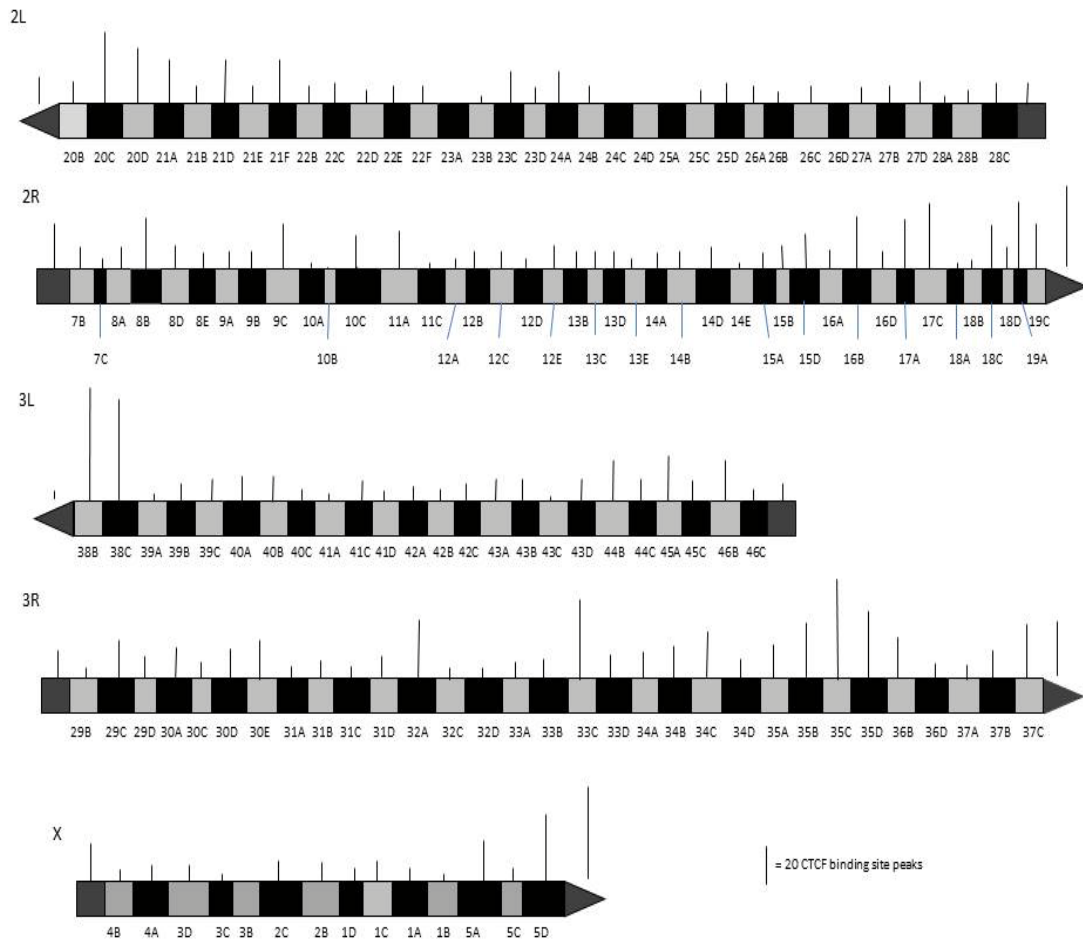 2L
20B 20C 20D 21A 21B 21D 21E 21F 22B 22C 22D 22E 22F 23A 23B 23C 23D 24A 24B 24C 24D 25A 25C 25D 26A 26B 26C 26D 27A 27B 27D 28A 28B 28C
2R
7B 8A 8B 8D 8E 9A 9B 9C 10A 10C 11A 11C 12B 12D 13B 13D 14A 14D 14E 15B 16A 16D 17C 18B 18D 19C
7C 10B 12A 12C 12E 13C 13E 14B 15A 15D 16B 17A 18A 18C 19A
3L
38B 38C 39A 39B 39C 40A 40B 40C 41A 41C 41D 42A 42B 42C 43A 43B 43C 43D 44B 44C 45A 45C 46B 46C
3R
29B 29C 29D 30A 30C 30D 30E 31A 31B 31C 31D 32A 32C 32D 33A 33B 33C 33D 34A 34B 34C 34D 35A 35B 35C 35D 36B 36D 37A 37B 37C
X
= 20 CTCF binding site peaks
4B 4A 3D 3C 3B 2C 2B 1D 1C 1A 1B 5A 5C 5D